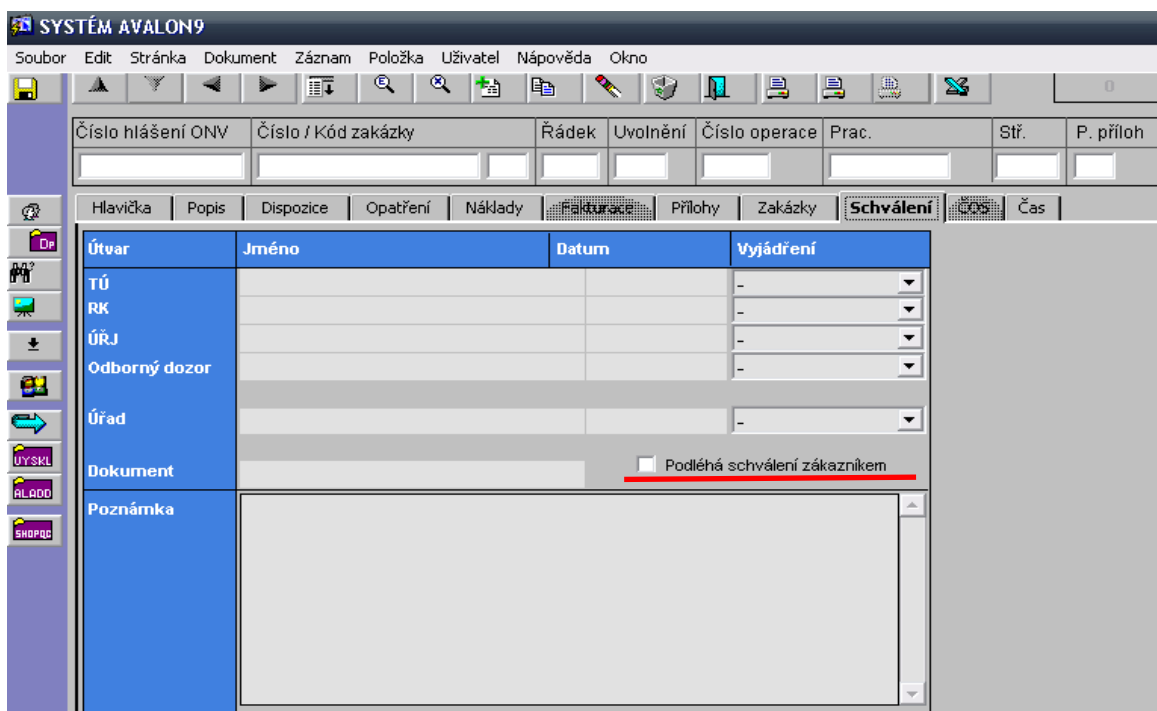 SYSTÉM AVALON9
Soubor Edit Stránka Dokument Záznam Položka Uživatel Nápověda Okno
0
Číslo hlášení ONV Číslo / Kód zakázky Řádek Uvolnění Číslo operace Prac. Stř. P. příloh
Hlavička Popis Dispozice Opatření Náklady Fakturace Přílohy Zakázky Schválení ČOS Čas
DP
Útvar Jméno Datum Vyjádření
TÚ -
RK -
ÚŘJ -
Odborný dozor -
Úřad -
VYSKL
Dokument Podléhá schválení zákazníkem
ALADD
Poznámka
SHOPQC